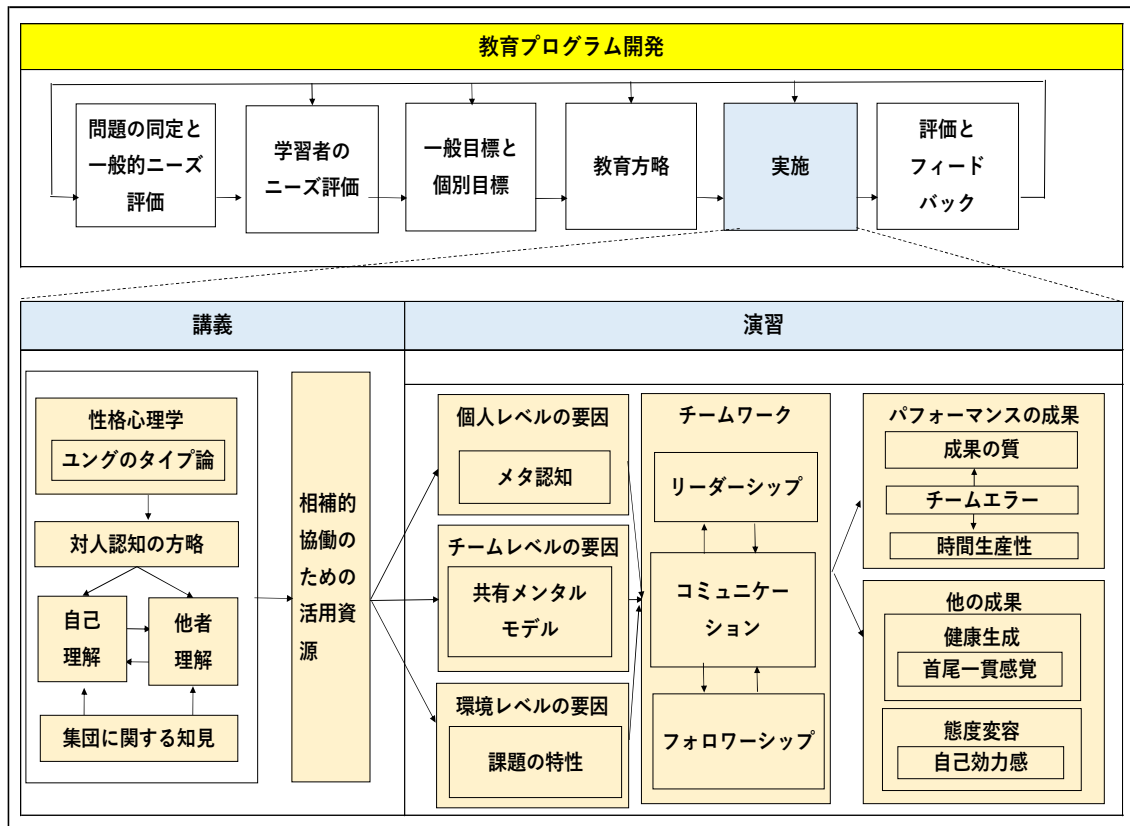 教育プログラム開発
問題の同定と
一般的ニーズ
評価
学習者の
ニーズ評価
一般目標と
個別目標
教育方略
実施
評価と
フィード
バック
講義
演習
性格心理学
ユングのタイプ論
対人認知の方略
自己
理解
他者
理解
集団に関する知見
相補的
協働の
ための
活用資
源
個人レベルの要因
メタ認知
チームレベルの要因
共有メンタル
モデル
環境レベルの要因
課題の特性
チームワーク
リーダーシップ
コミュニケー
ション
フォロワーシップ
パフォーマンスの成果
成果の質
チームエラー
時間生産性
他の成果
健康生成
首尾一貫感覚
態度変容
自己効力感